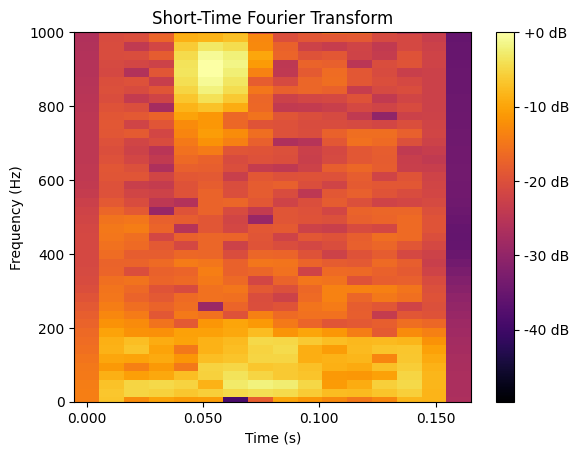 Short-Time Fourier Transform
Frequency (Hz)
1000
800
600
400
200
0
0.000
0.050
0.100
0.150
Time (s)
+0 dB
-10 dB
-20 dB
-30 dB
-40 dB